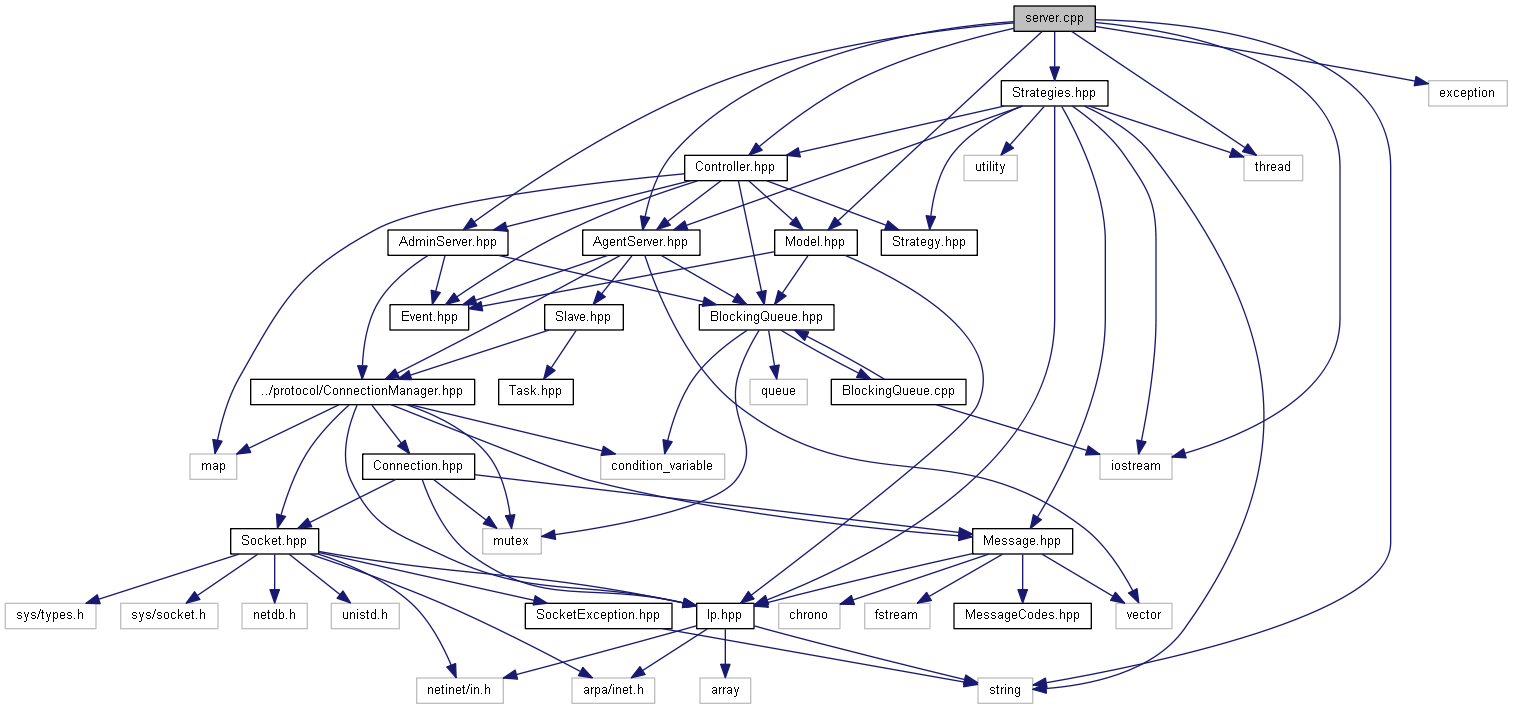 server.cpp
Strategies.hpp
exception
Controller.hpp
utility
thread
AdminServer.hpp
AgentServer.hpp
Model.hpp
Strategy.hpp
Event.hpp
Slave.hpp
BlockingQueue.hpp
../protocol/ConnectionManager.hpp
Task.hpp
queue
BlockingQueue.cpp
map
Connection.hpp
condition_variable
iostream
Socket.hpp
mutex
Message.hpp
sys/types.h
sys/socket.h
netdb.h
unistd.h
SocketException.hpp
Ip.hpp
chrono
fstream
MessageCodes.hpp
vector
netinet/in.h
arpa/inet.h
array
string